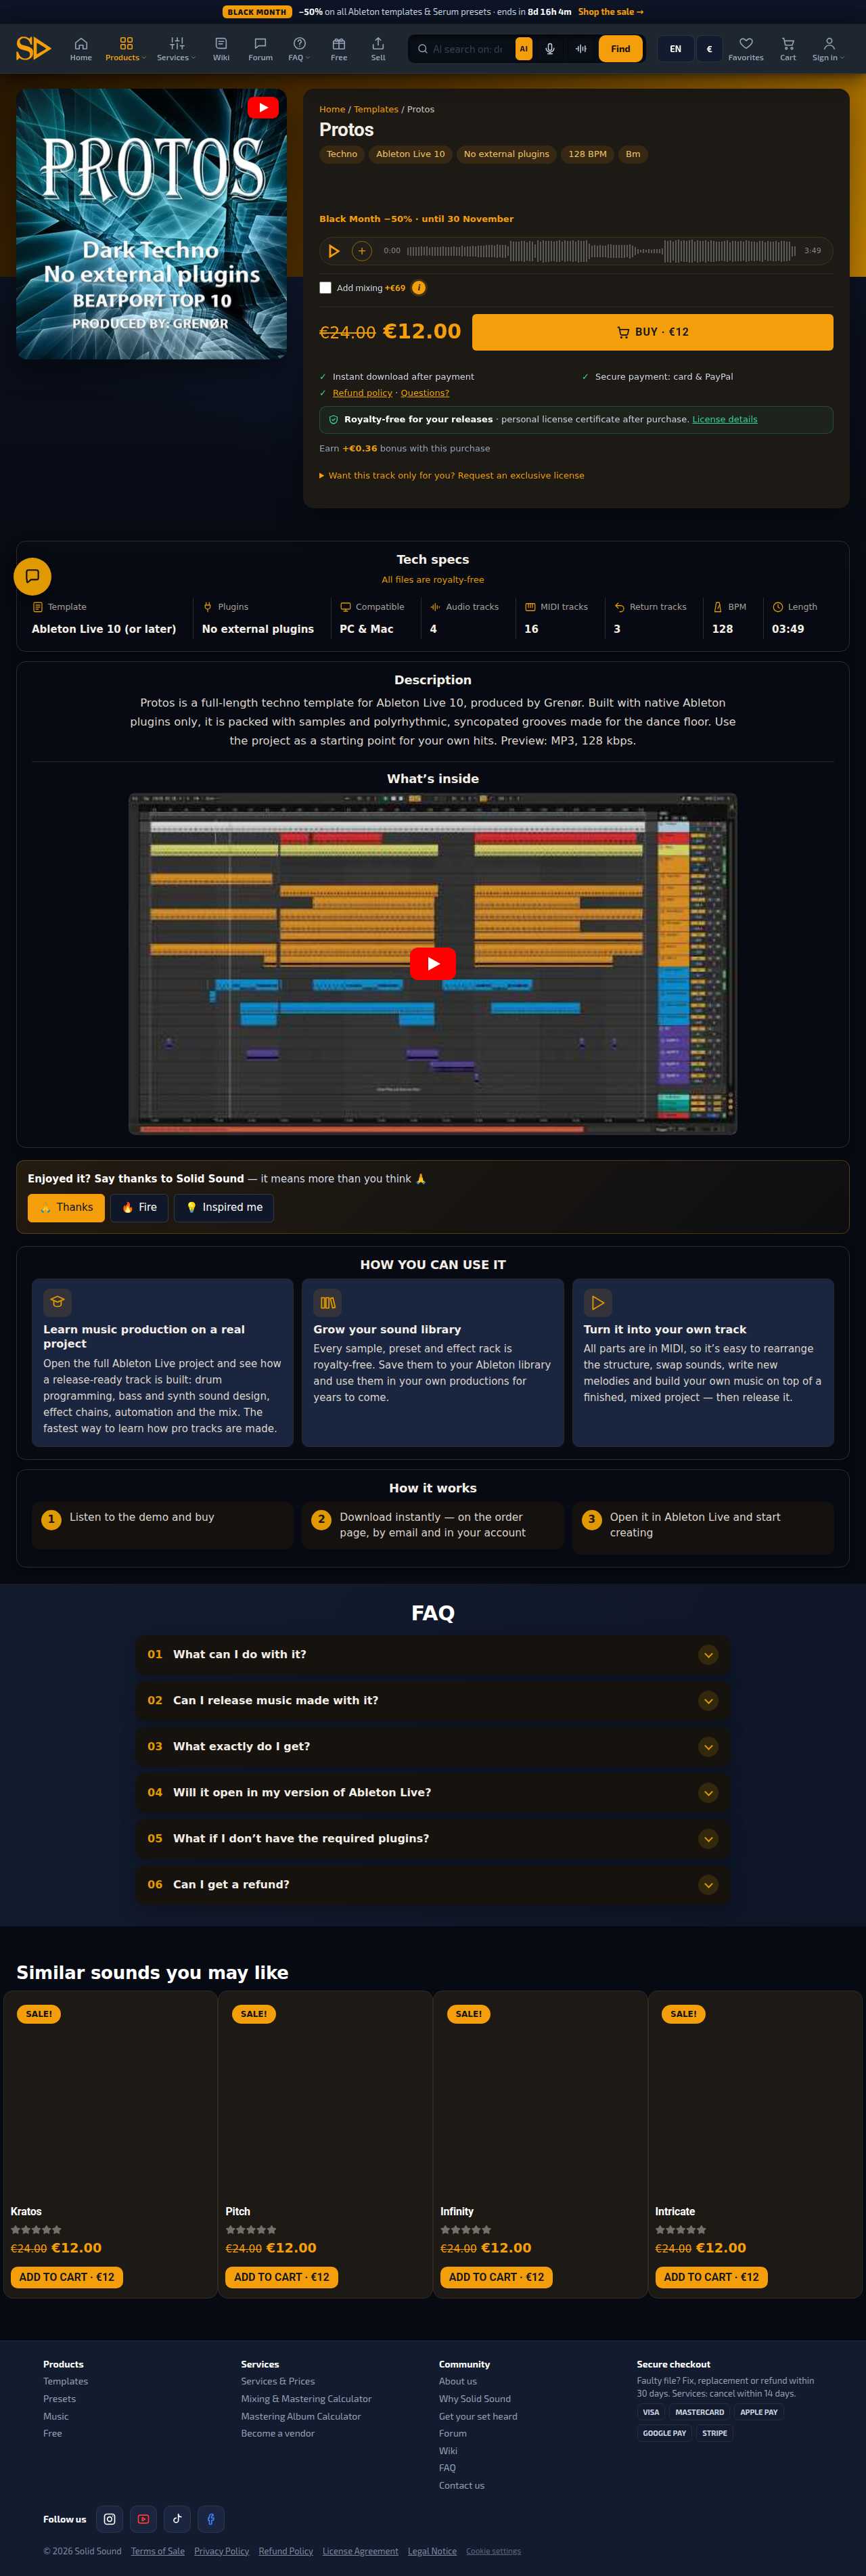 BLACK MONTH −50% on all Ableton templates & Serum presets · ends in 8d 16h 4m Shop the sale →
Home
Products
Services
Wiki
Forum
FAQ
Free
Sell
AI search on: de
AI
Find
EN
€
Favorites
Cart
Sign in
PROTOS
Dark Techno
No external plugins
BEATPORT TOP 10
PRODUCED BY: GRENØR
Home / Templates / Protos
Protos
Techno
Ableton Live 10
No external plugins
128 BPM
Bm
Black Month −50% · until 30 November
0:00
3:49
Add mixing +€69
i
€24.00 €12.00
BUY · €12
✓ Instant download after payment
✓ Secure payment: card & PayPal
✓ Refund policy · Questions?
Royalty-free for your releases · personal license certificate after purchase. License details
Earn +€0.36 bonus with this purchase
Want this track only for you? Request an exclusive license
Tech specs
All files are royalty-free
Template
Ableton Live 10 (or later)
Plugins
No external plugins
Compatible
PC & Mac
Audio tracks
4
MIDI tracks
16
Return tracks
3
BPM
128
Length
03:49
Description
Protos is a full-length techno template for Ableton Live 10, produced by Grenør. Built with native Ableton
plugins only, it is packed with samples and polyrhythmic, syncopated grooves made for the dance floor. Use
the project as a starting point for your own hits. Preview: MP3, 128 kbps.
What’s inside
Enjoyed it? Say thanks to Solid Sound — it means more than you think 🙏
🙏 Thanks
🔥 Fire
💡 Inspired me
HOW YOU CAN USE IT
Learn music production on a real
project
Open the full Ableton Live project and see how
a release-ready track is built: drum
programming, bass and synth sound design,
effect chains, automation and the mix. The
fastest way to learn how pro tracks are made.
Grow your sound library
Every sample, preset and effect rack is
royalty-free. Save them to your Ableton library
and use them in your own productions for
years to come.
Turn it into your own track
All parts are in MIDI, so it’s easy to rearrange
the structure, swap sounds, write new
melodies and build your own music on top of a
finished, mixed project — then release it.
How it works
1 Listen to the demo and buy
2 Download instantly — on the order
page, by email and in your account
3 Open it in Ableton Live and start
creating
FAQ
01 What can I do with it?
02 Can I release music made with it?
03 What exactly do I get?
04 Will it open in my version of Ableton Live?
05 What if I don’t have the required plugins?
06 Can I get a refund?
Similar sounds you may like
SALE!
Kratos
€24.00 €12.00
ADD TO CART · €12
SALE!
Pitch
€24.00 €12.00
ADD TO CART · €12
SALE!
Infinity
€24.00 €12.00
ADD TO CART · €12
SALE!
Intricate
€24.00 €12.00
ADD TO CART · €12
Products
Templates
Presets
Music
Free
Services
Services & Prices
Mixing & Mastering Calculator
Mastering Album Calculator
Become a vendor
Community
About us
Why Solid Sound
Get your set heard
Forum
Wiki
FAQ
Contact us
Secure checkout
Faulty file? Fix, replacement or refund within
30 days. Services: cancel within 14 days.
VISA
MASTERCARD
APPLE PAY
GOOGLE PAY
STRIPE
Follow us
© 2026 Solid Sound Terms of Sale Privacy Policy Refund Policy License Agreement Legal Notice Cookie settings